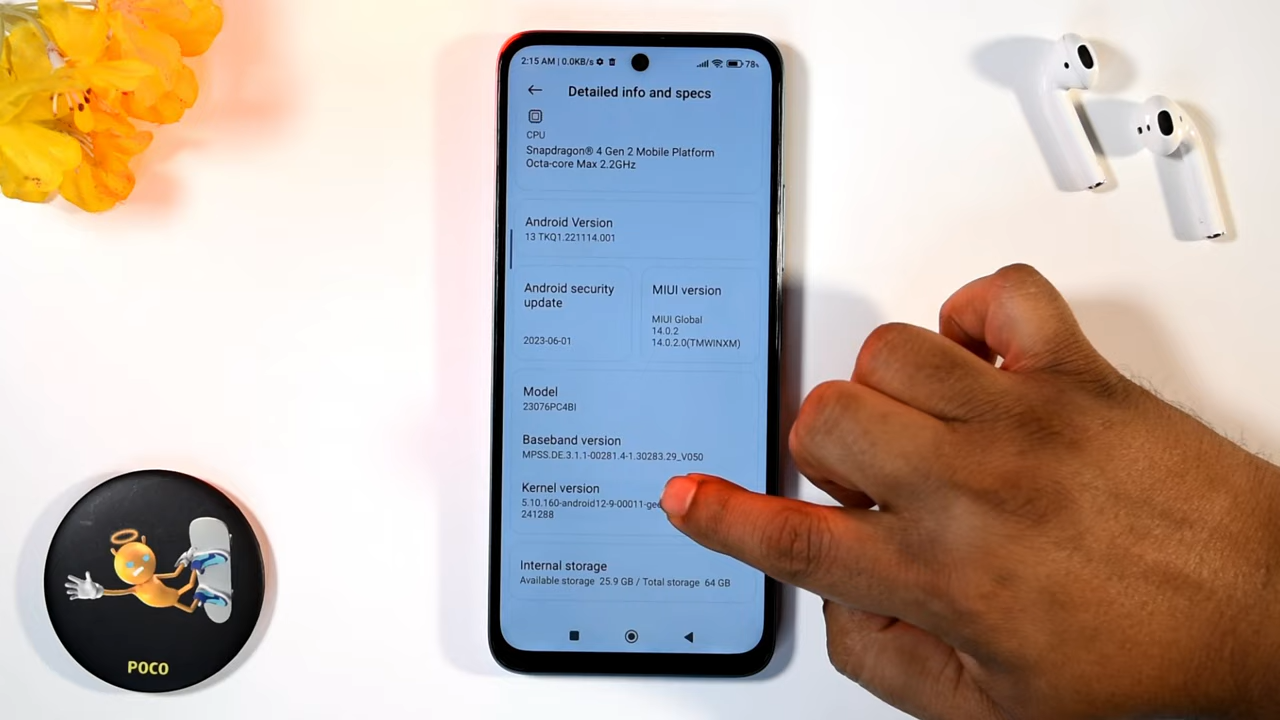 2:15 AM | 0.0KB/s
78%
Detailed info and specs
CPU
Snapdragon® 4 Gen 2 Mobile Platform
Octa-core Max 2.2GHz
Android Version
13 TKQ1.221114.001
Android security
update
2023-06-01
MIUI version
MIUI Global
14.0.2
14.0.2.0(TMWINXM)
Model
23076PC4BI
Baseband version
MPSS.DE.3.1.1-00281.4-1.30283.29_V050
Kernel version
5.10.160-android12-9-00011-
241288
Internal storage
Available storage 25.9 GB / Total storage 64 GB
POCO